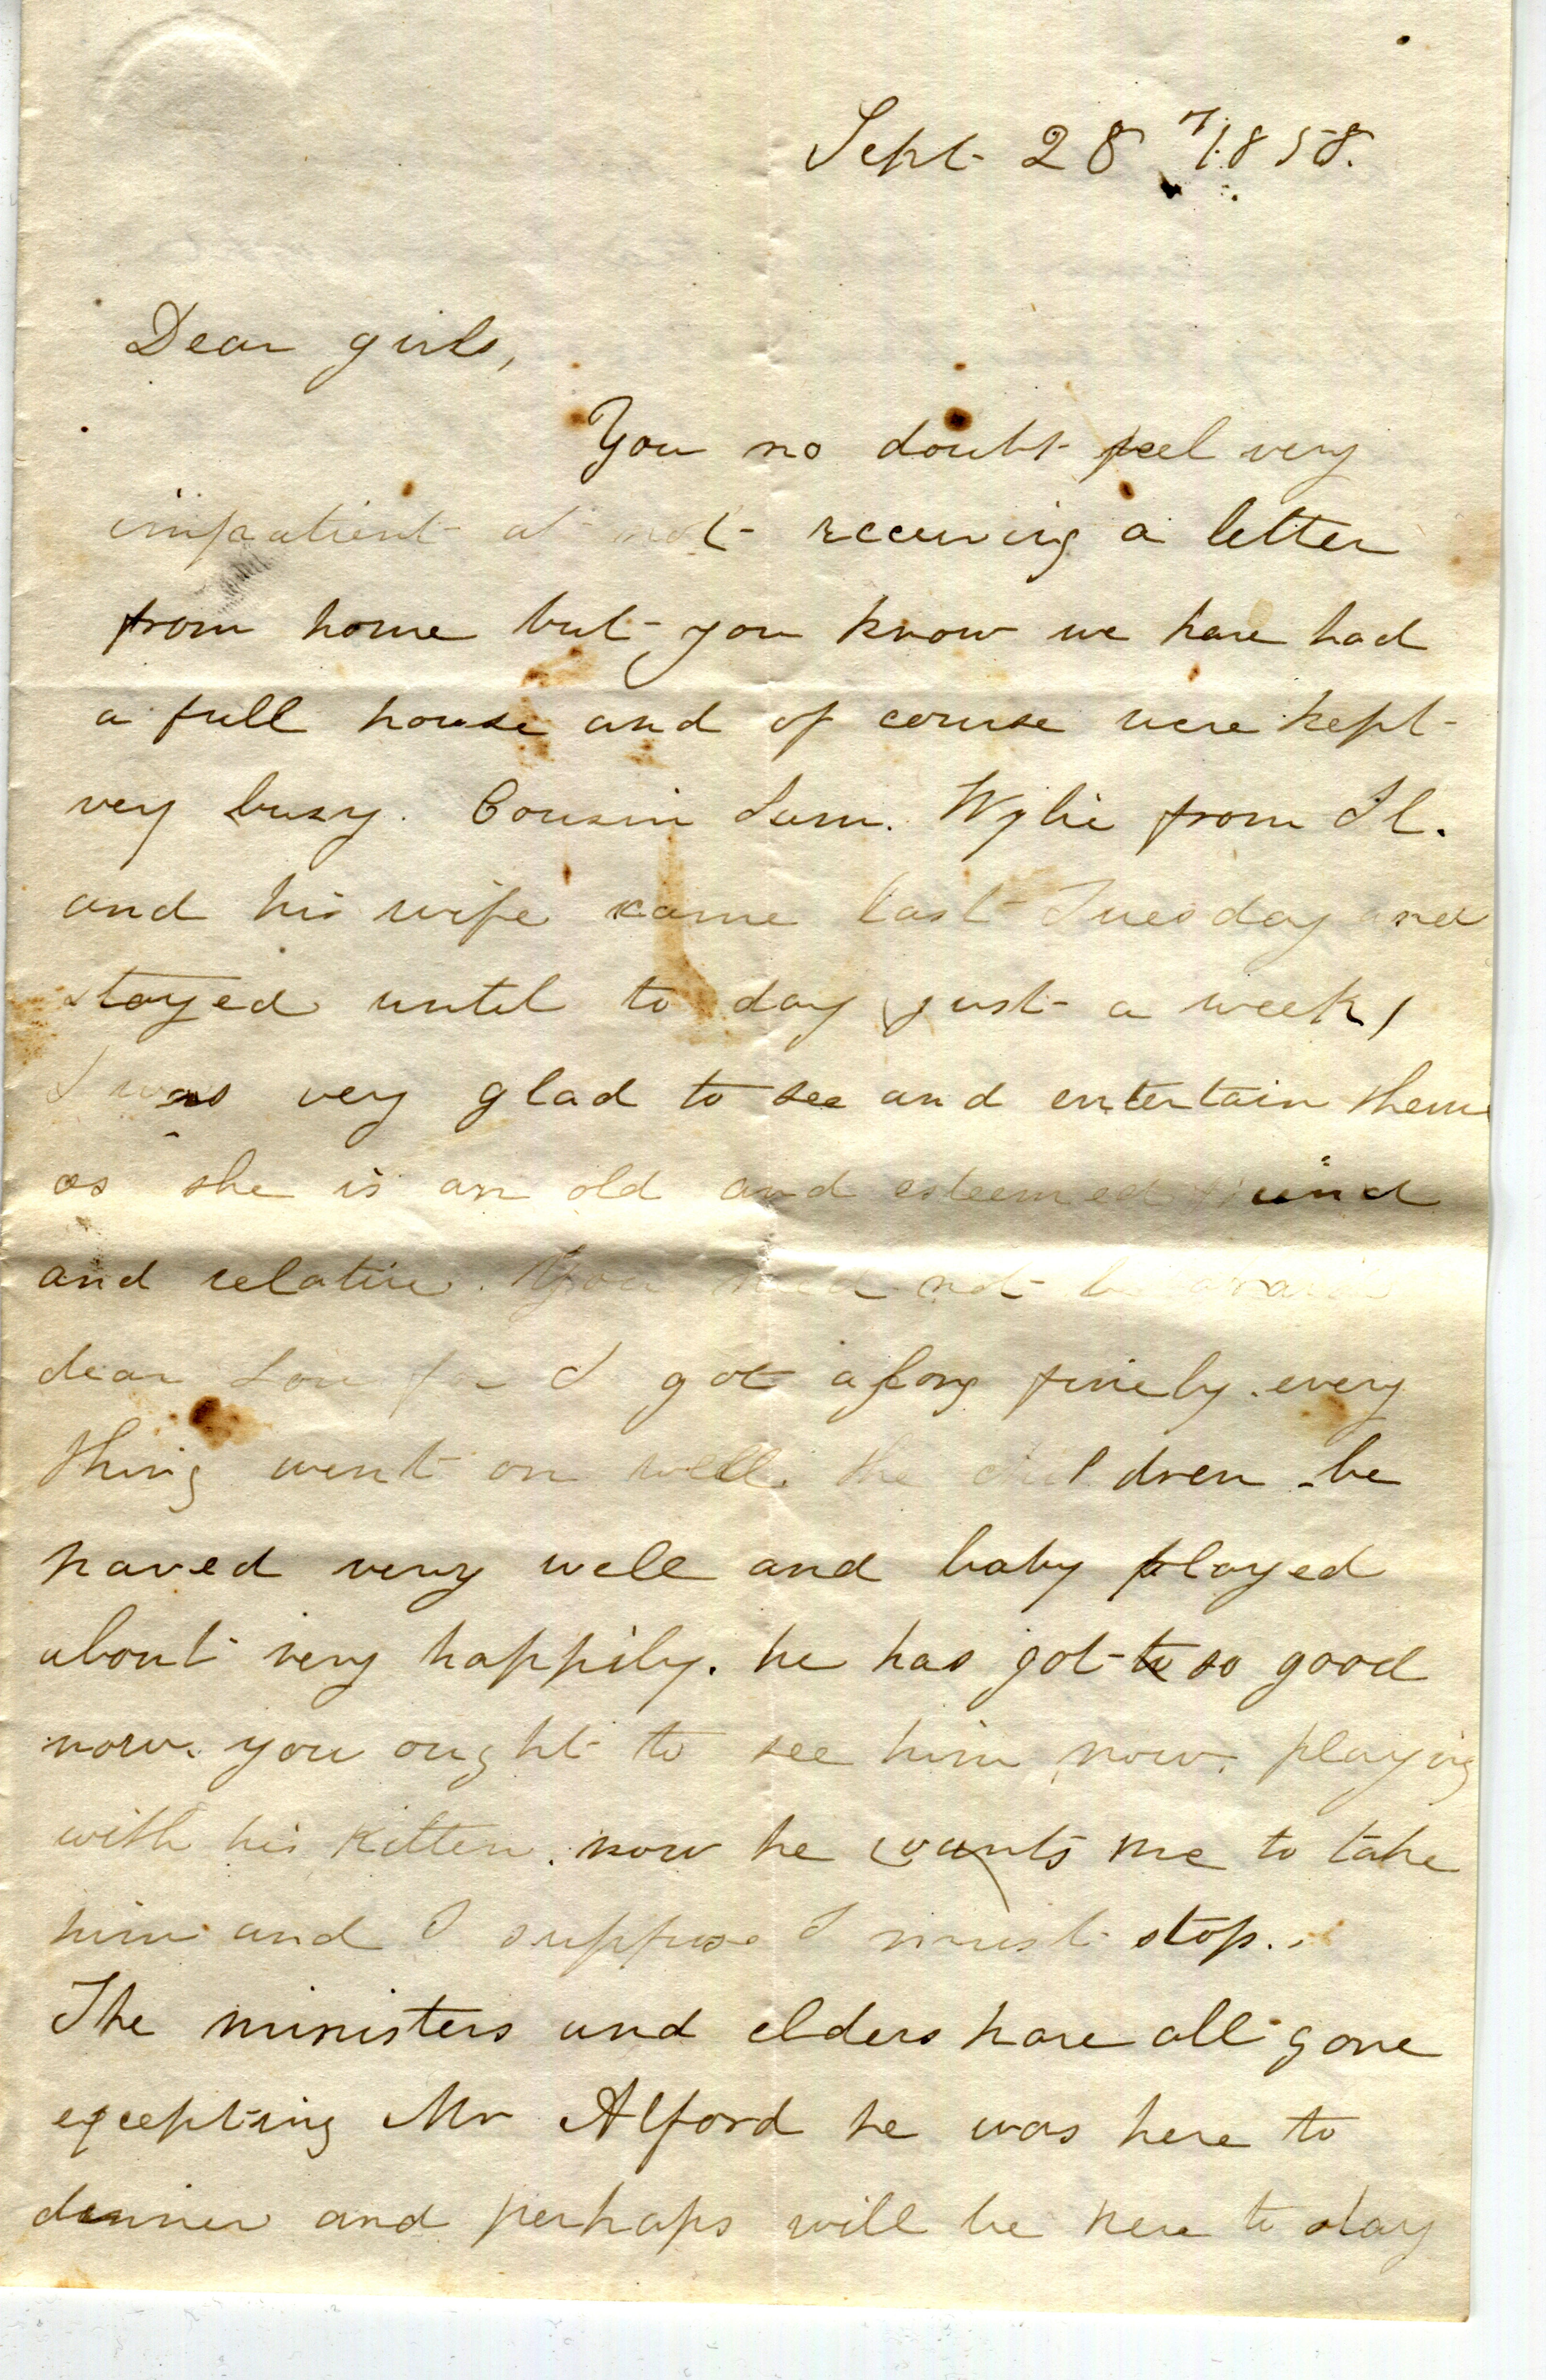 Sept 28 /1858.
Dear girls,
You no doubt feel very
impatient at not receiving a letter
from home but you know we have had
a full house and of course were kept
very busy. Cousin Sam. Wylie from Il.
and his wife came last Tuesday and
stayed until to day (just a week)
I was very glad to see and entertain them
as she is an old and esteemed friend
and relative. You need not be
dear Lou for I got along finely. every
thing went on well. the children be
haved very well and baby played
about very happily. he has got to so good
now. you ought to see him now. playing
with his kitten. now he wants me to take
him and I suppose I must stop..
The ministers and elders have all gone
excepting Mr Alford he was here to
dinner and perhaps will be here to stay